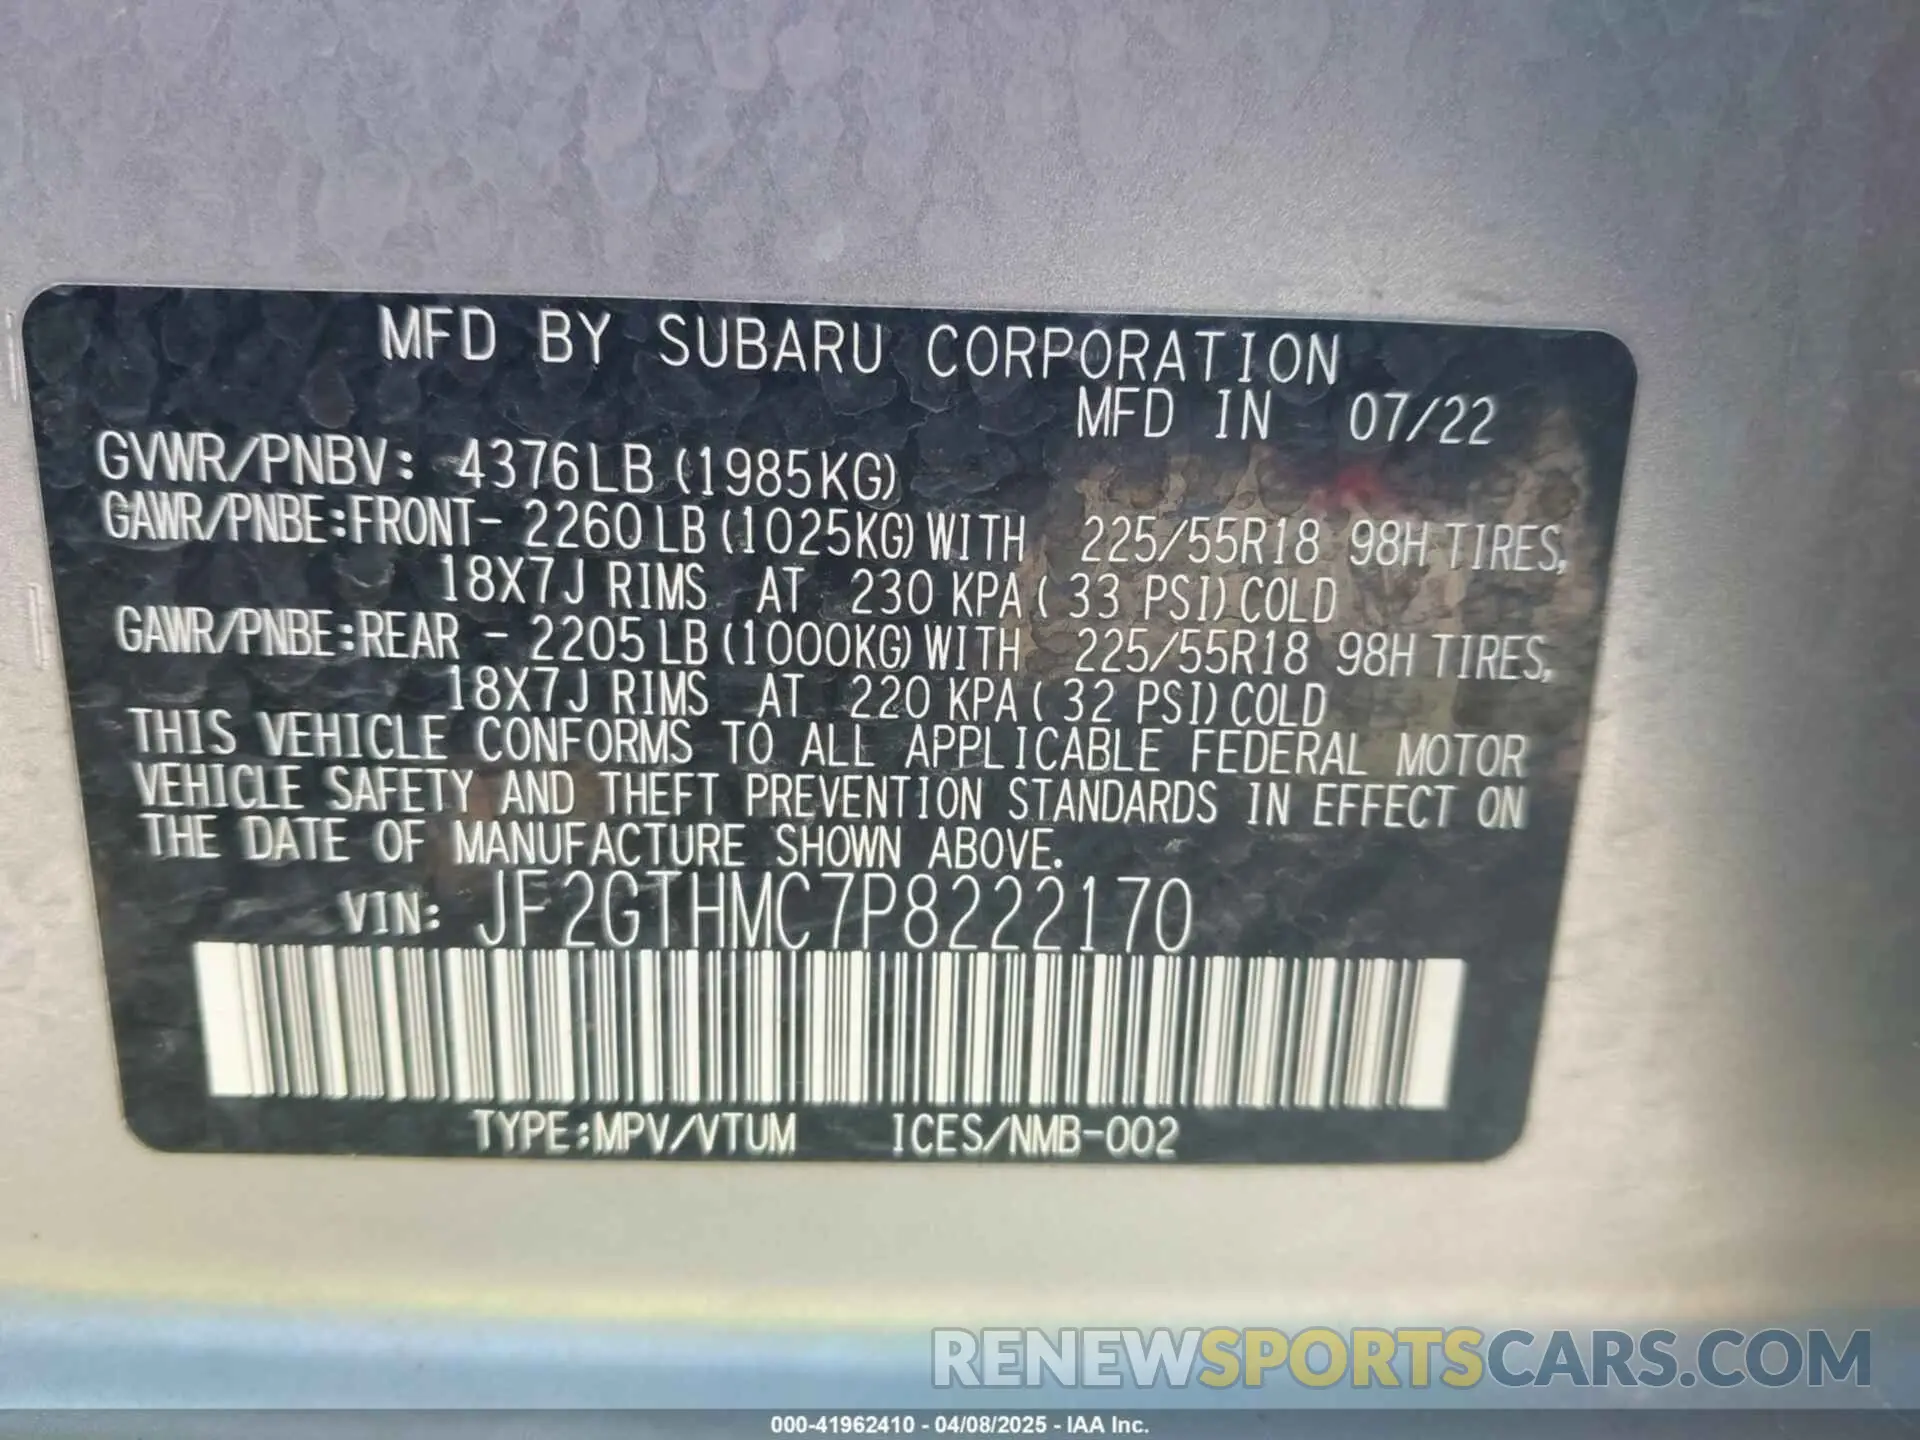 MFD BY SUBARU CORPORATION
MFD IN 07/22
GVWR/PNBV: 4376LB (1985KG)
GAWR/PNBE:FRONT- 2260LB (1025KG) WITH 225/55R18 98H TIRES,
18X7J RIMS AT 230 KPA ( 33 PSI) COLD
GAWR/PNBE:REAR - 2205LB (1000KG) WITH 225/55R18 98H TIRES,
18X7J RIMS AT 220 KPA ( 32 PSI) COLD
THIS VEHICLE CONFORMS TO ALL APPLICABLE FEDERAL MOTOR
VEHICLE SAFETY AND THEFT PREVENTION STANDARDS IN EFFECT ON
THE DATE OF MANUFACTURE SHOWN ABOVE.
VIN: JF2GTHMC7P8222170
TYPE:MPV/VTUM ICES/NMB-002
RENEWSPORTSCARS.COM
000-41962410 - 04/08/2025 - IAA Inc.